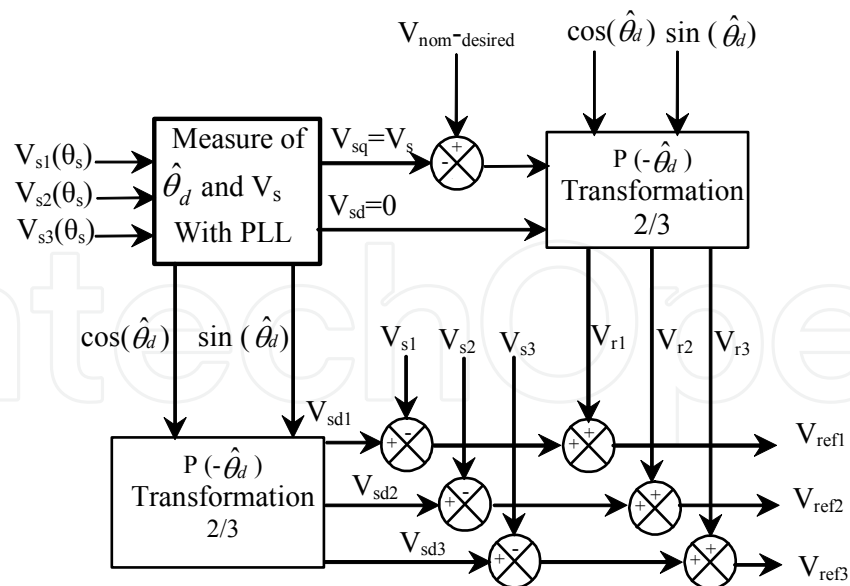 V_nom-desired
cos(θ̂_d) sin (θ̂_d)
V_s1(θ_s)
V_s2(θ_s)
V_s3(θ_s)
Measure of
θ̂_d and V_s
With PLL
V_sq=V_s
V_sd=0
+
-
P (-θ̂_d)
Transformation
2/3
cos(θ̂_d) sin (θ̂_d)
V_s1
V_s2
V_s3
V_r1
V_r2
V_r3
P (-θ̂_d)
Transformation
2/3
V_sd1
V_sd2
V_sd3
+ -
+ +
V_ref1
+ -
+ +
V_ref2
+ -
+ +
V_ref3
ntechOpe